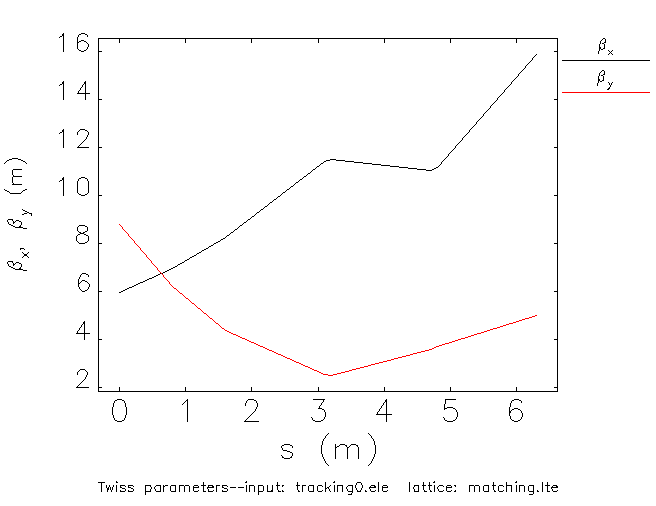 16
14
12
10
8
6
4
2
βx, βy (m)
βx
βy
0 1 2 3 4 5 6
s (m)
Twiss parameters--input: tracking0.ele lattice: matching.lte